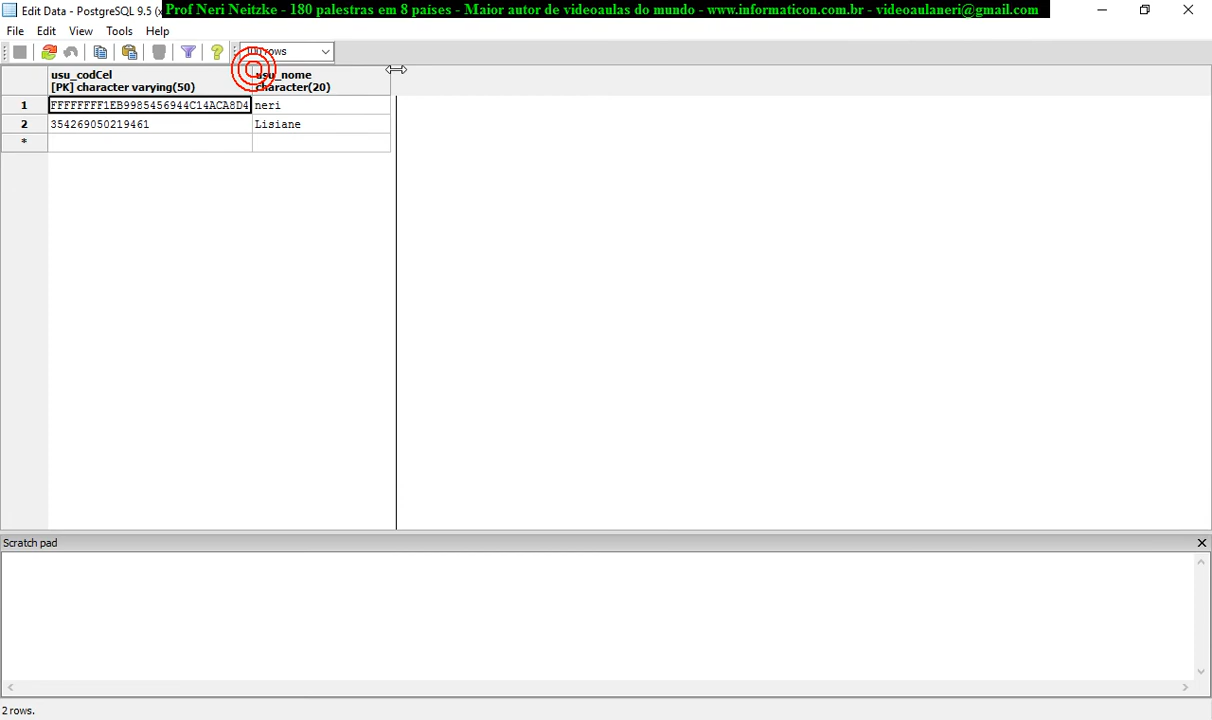 Edit Data - PostgreSQL 9.5 (x
Prof Neri Neitzke - 180 palestras em 8 países - Maior autor de videoaulas do mundo - www.informaticon.com.br - videoaulaneri@gmail.com
File Edit View Tools Help
rows
usu_codCel usu_nome
[PK] character varying(50) character(20)
1 FFFFFFFF1EB9985456944C14ACA8D4 neri
2 354269050219461 Lisiane
*
Scratch pad
2 rows.